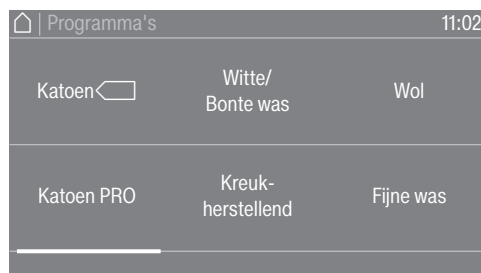 Programma's 11:02
Katoen Witte/ Wol
Bonte was
Katoen PRO Kreuk- Fijne was
herstellend